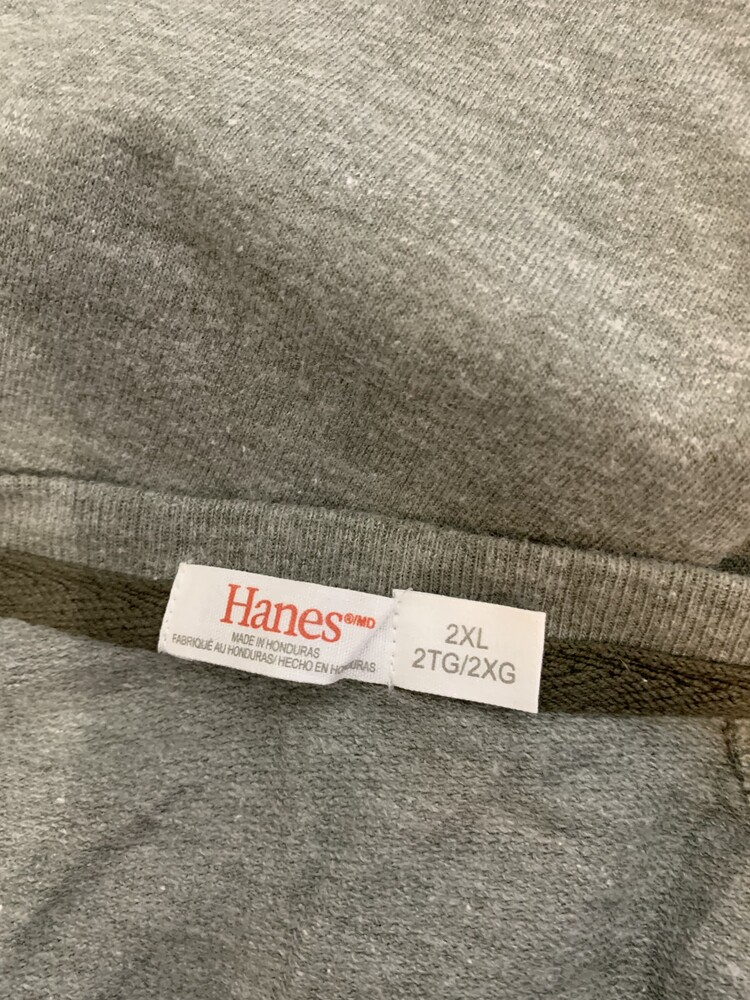 Hanes®/MD
MADE IN HONDURAS
FABRIQUÉ AU HONDURAS/ HECHO EN HONDURAS
2XL
2TG/2XG